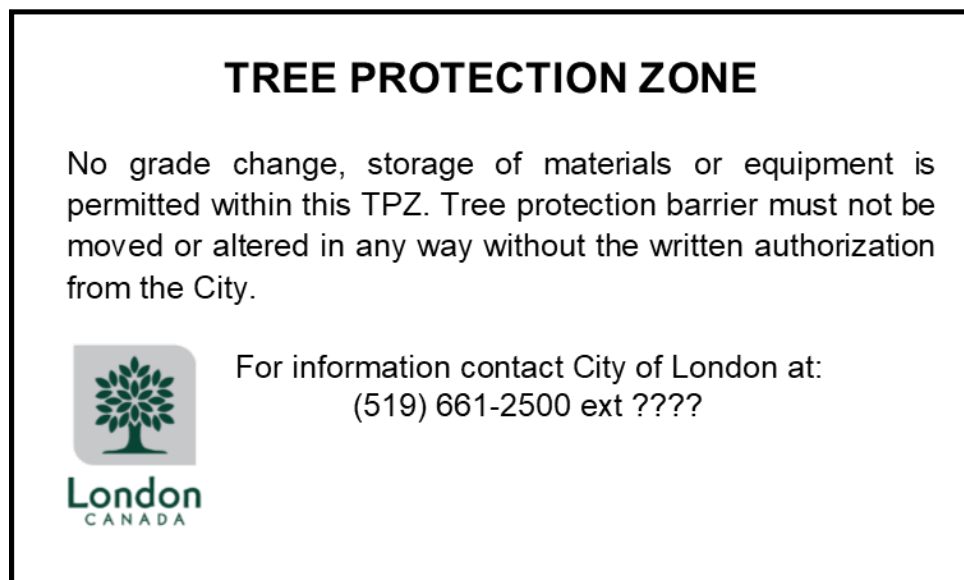 TREE PROTECTION ZONE
No grade change, storage of materials or equipment is
permitted within this TPZ. Tree protection barrier must not be
moved or altered in any way without the written authorization
from the City.
For information contact City of London at:
(519) 661-2500 ext ????
London
CANADA